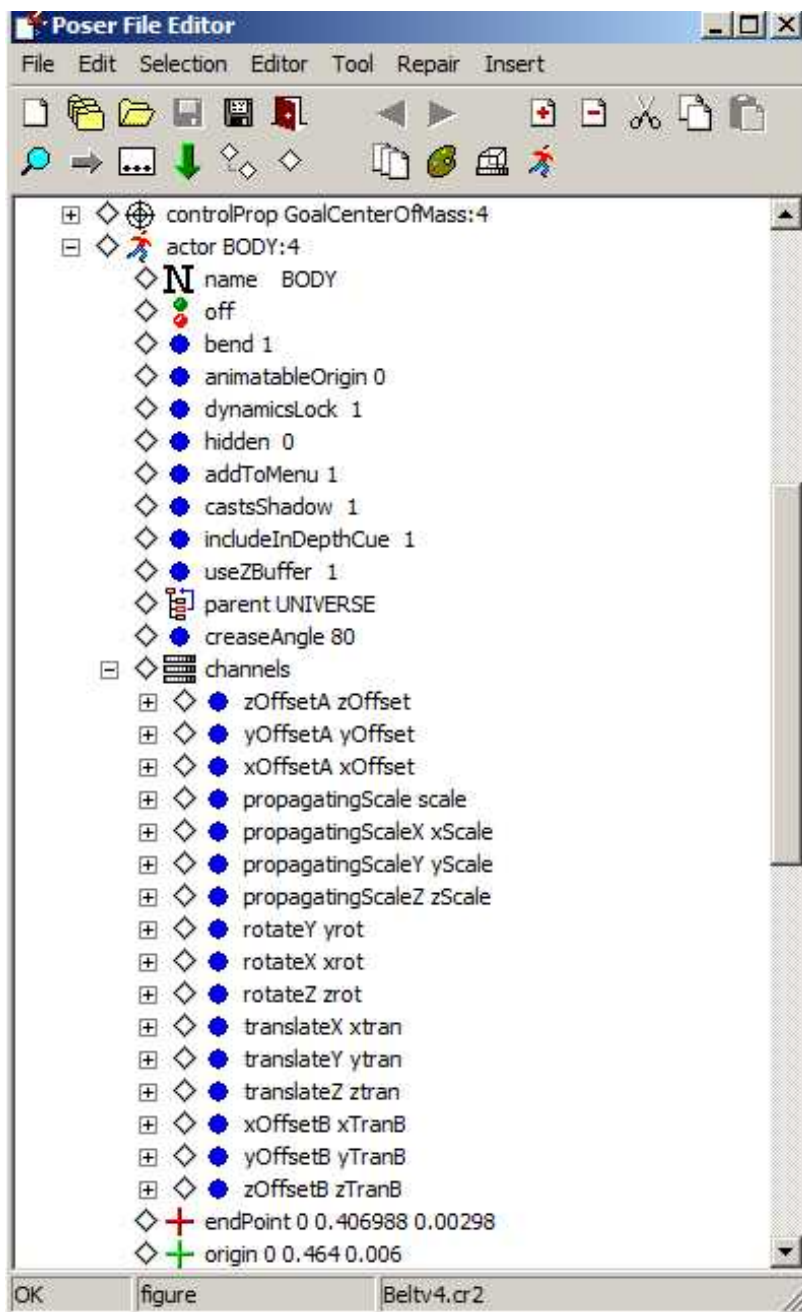 Poser File Editor
File Edit Selection Editor Tool Repair Insert
controlProp GoalCenterOfMass:4
actor BODY:4
N name BODY
off
bend 1
animatableOrigin 0
dynamicsLock 1
hidden 0
addToMenu 1
castsShadow 1
includeInDepthCue 1
useZBuffer 1
parent UNIVERSE
creaseAngle 80
channels
zOffsetA zOffset
yOffsetA yOffset
xOffsetA xOffset
propagatingScale scale
propagatingScaleX xScale
propagatingScaleY yScale
propagatingScaleZ zScale
rotateY yrot
rotateX xrot
rotateZ zrot
translateX xtran
translateY ytran
translateZ ztran
xOffsetB xTranB
yOffsetB yTranB
zOffsetB zTranB
endPoint 0 0.406988 0.00298
origin 0 0.464 0.006
OK figure Beltv4.cr2